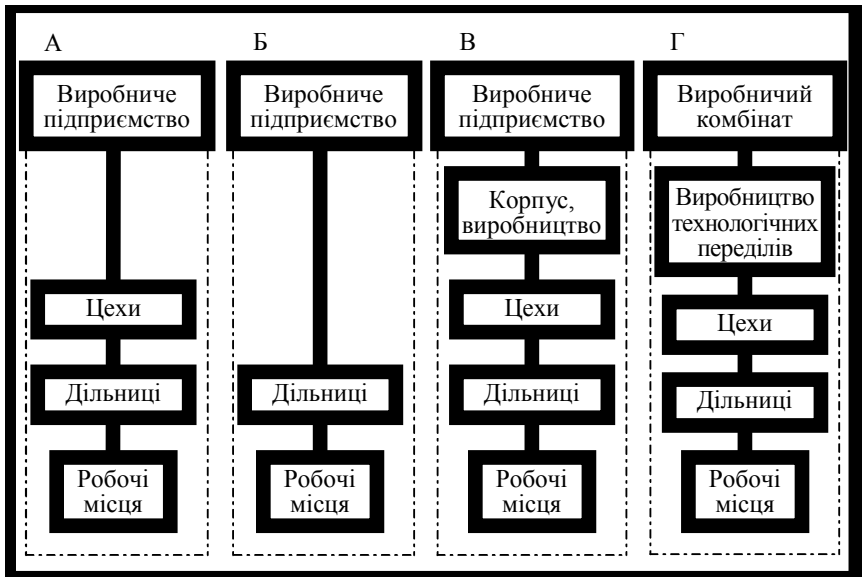 А
Виробниче
підприємство
Цехи
Дільниці
Робочі
місця
Б
Виробниче
підприємство
Дільниці
Робочі
місця
В
Виробниче
підприємство
Корпус,
виробництво
Цехи
Дільниці
Робочі
місця
Г
Виробничий
комбінат
Виробництво
технологічних
переділів
Цехи
Дільниці
Робочі
місця